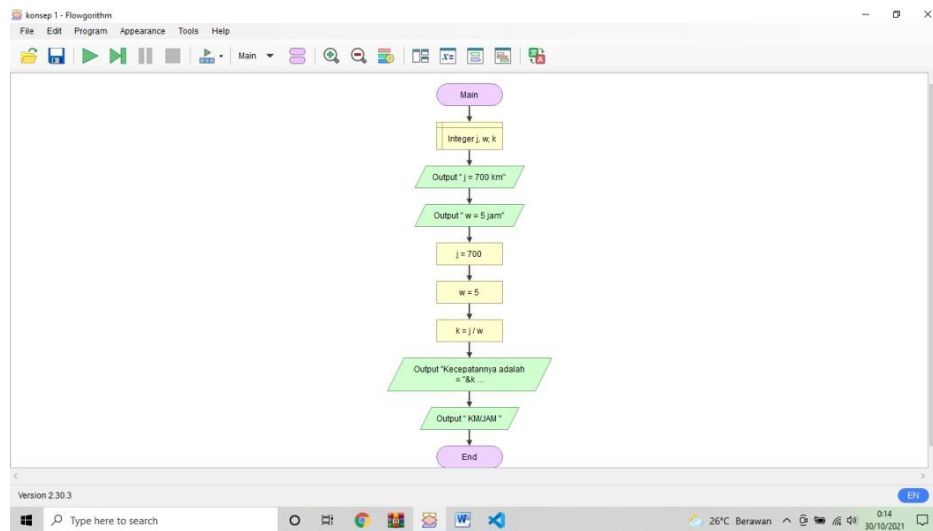 konsep 1 - Flowgorithm
File Edit Program Appearance Tools Help
Main
X=
Main
Integer j, w, k
Output " j = 700 km"
Output " w = 5 jam"
j = 700
w = 5
k = j / w
Output "Kecepatannya adalah
= "&k ...
Output " KM/JAM "
End
Version 2.30.3
EN
Type here to search
W
26°C Berawan
0:14
30/10/2021